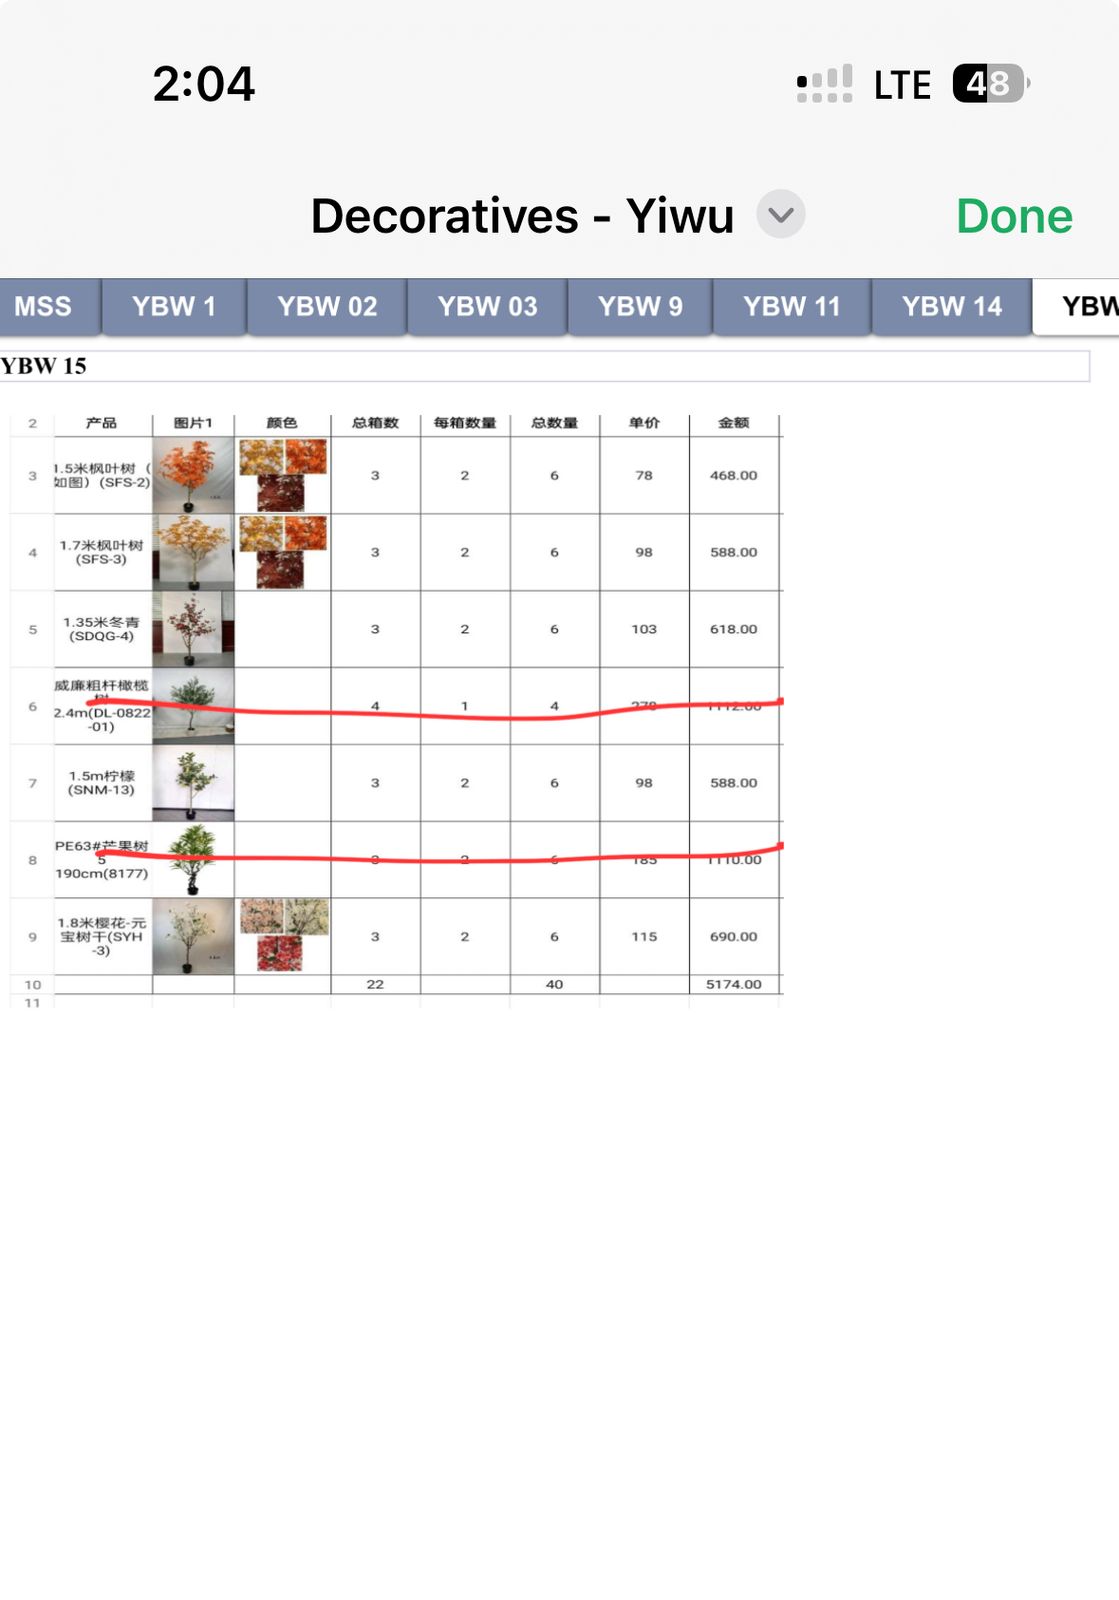 2:04 LTE 48
Decoratives - Yiwu Done
MSS YBW 1 YBW 02 YBW 03 YBW 9 YBW 11 YBW 14 YBW
YBW 15
2 产品 图片1 颜色 总箱数 每箱数量 总数量 单价 金额
1.5米枫叶树（
3 如图）(SFS-2) 3 2 6 78 468.00
1.7米枫叶树
4 (SFS-3) 3 2 6 98 588.00
1.35米冬青
5 (SDQG-4) 3 2 6 103 618.00
威廉粗杆橄榄
树
6 2.4m(DL-0822 4 1 4 278 1112.00
-01)
1.5m柠檬
7 (SNM-13) 3 2 6 98 588.00
PE63#芒果树
8 5 3 2 6 185 1110.00
190cm(8177)
1.8米樱花-元
9 宝树干(SYH 3 2 6 115 690.00
-3)
10 22 40 5174.00
11